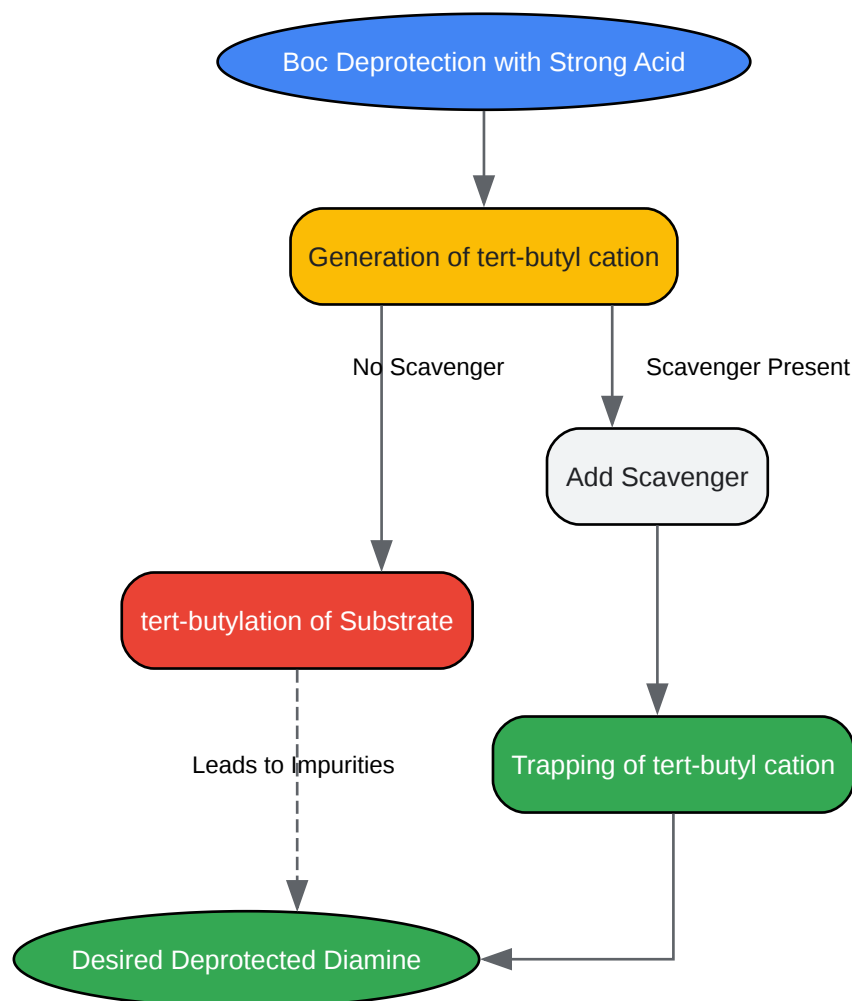 Boc Deprotection with Strong Acid
Generation of tert-butyl cation
No Scavenger
Scavenger Present
Add Scavenger
tert-butylation of Substrate
Leads to Impurities
Trapping of tert-butyl cation
Desired Deprotected Diamine